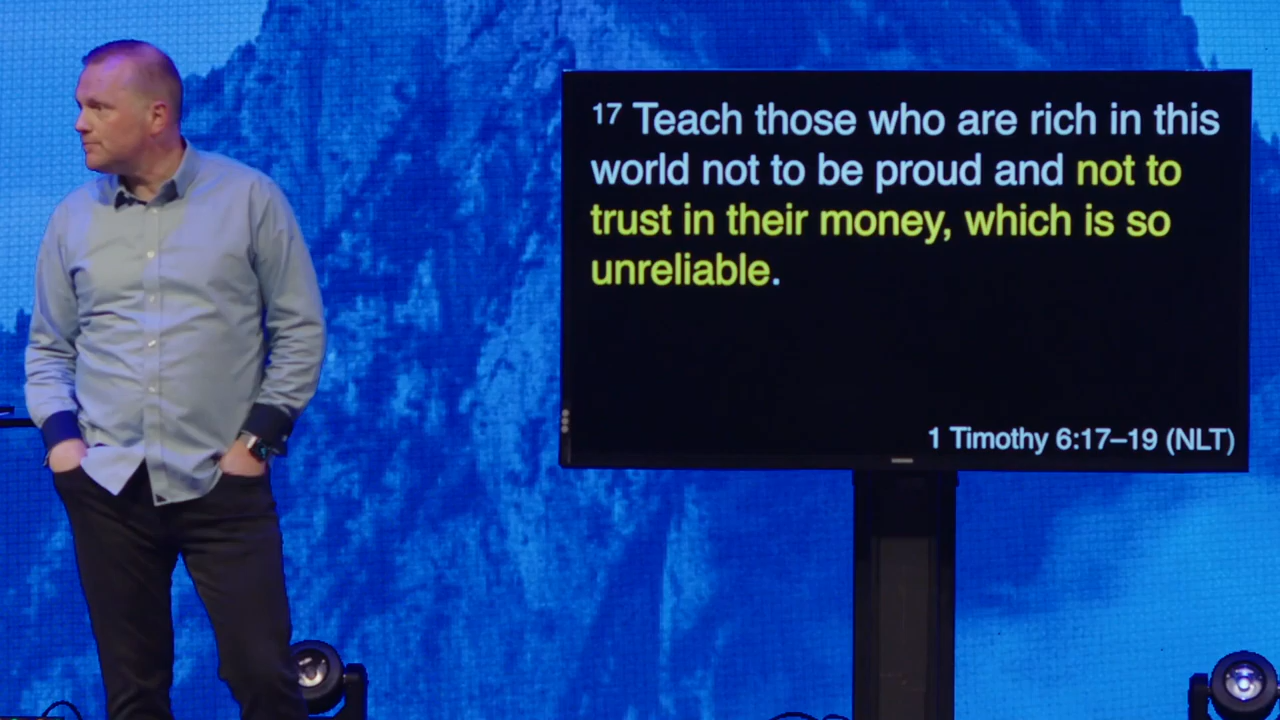 17 Teach those who are rich in this
world not to be proud and not to
trust in their money, which is so
unreliable.
1 Timothy 6:17–19 (NLT)